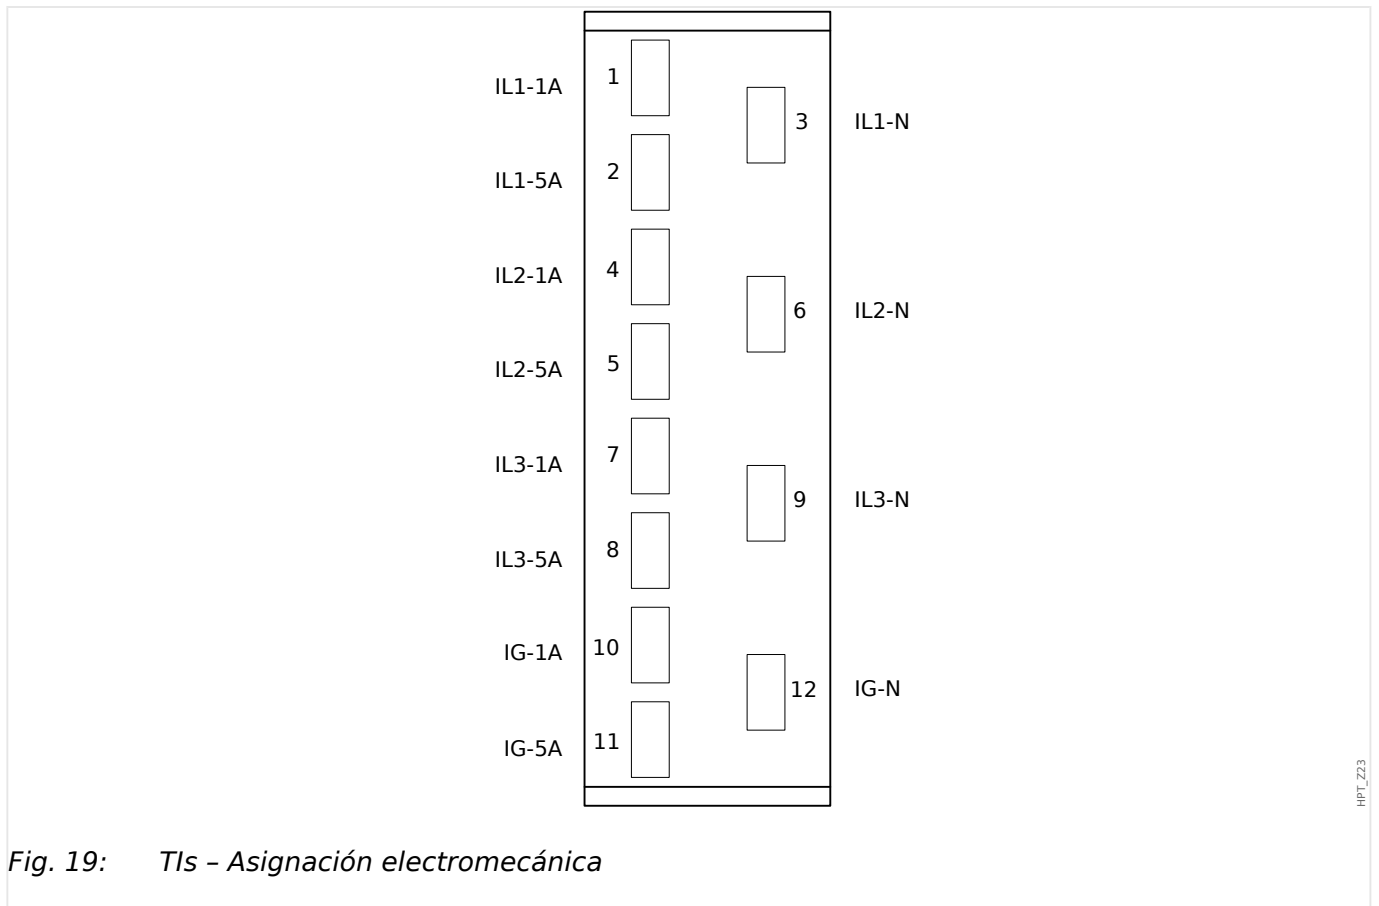 IL1-1A 1
3 IL1-N
IL1-5A 2
IL2-1A 4
6 IL2-N
IL2-5A 5
IL3-1A 7
9 IL3-N
IL3-5A 8
IG-1A 10
12 IG-N
IG-5A 11
HPT_Z23
Fig. 19: TIs – Asignación electromecánica